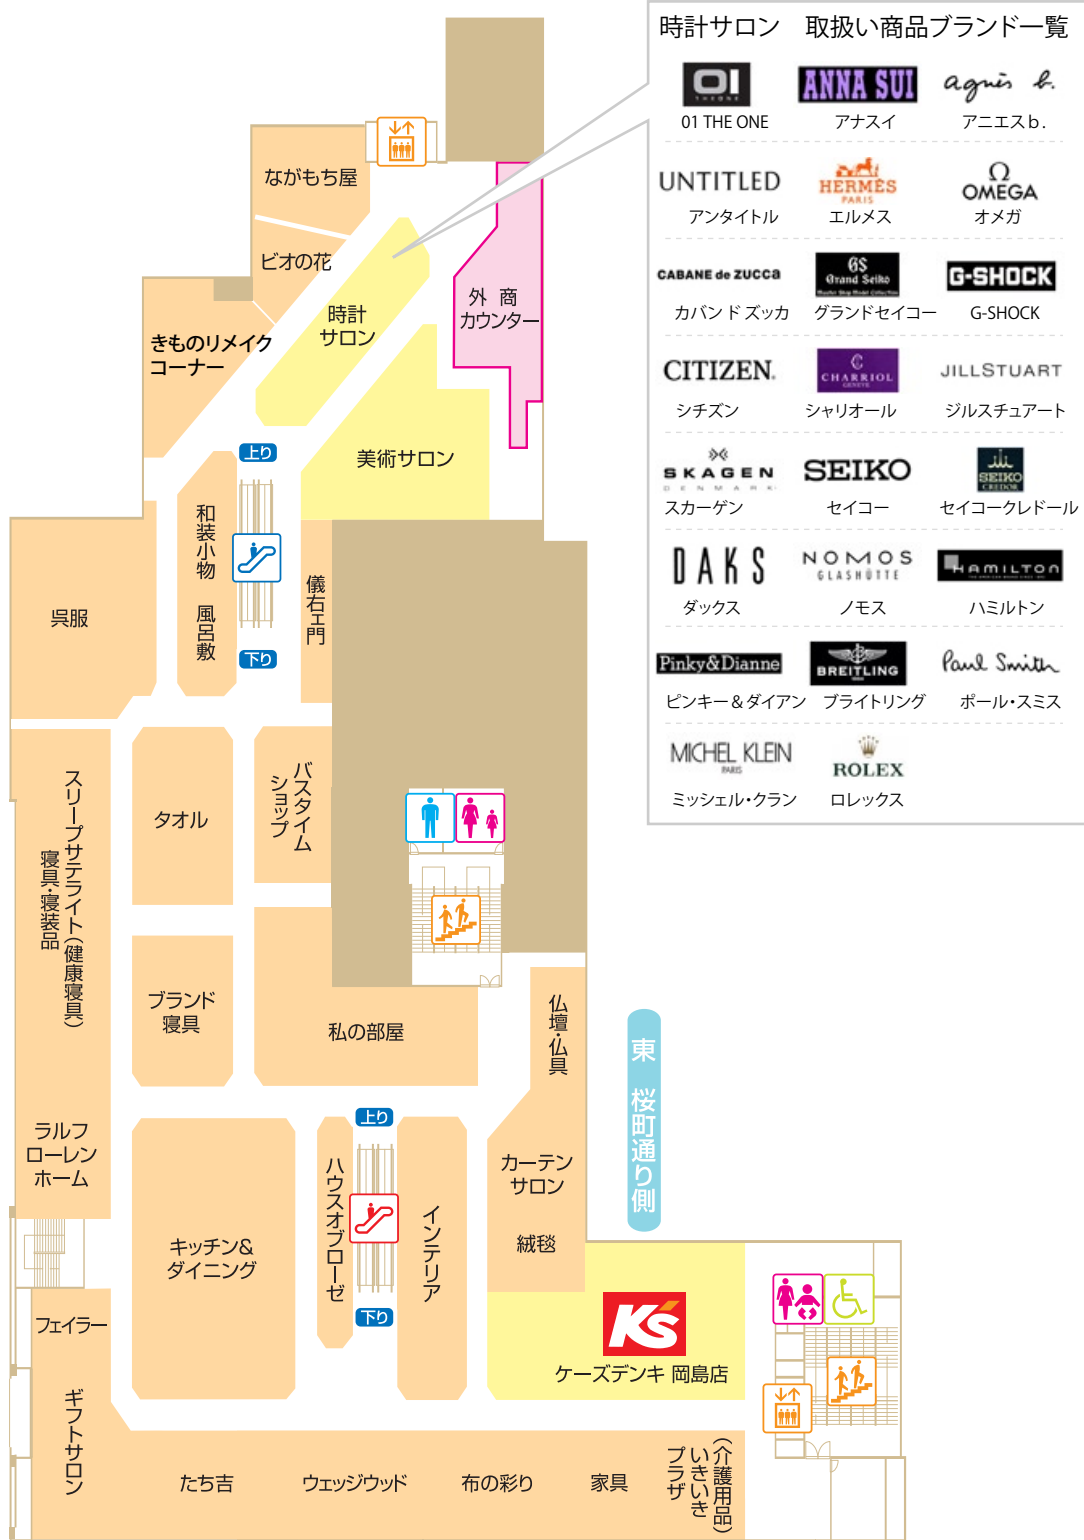 時計サロン 取扱い商品ブランド一覧
01
THE ONE
ANNA SUI
agnès b.
01 THE ONE
アナスイ
アニエスb.
UNTITLED
HERMÈS
PARIS
OMEGA
アンタイトル
エルメス
オメガ
CABANE de ZUCCa
GS
Grand Seiko
G-SHOCK
カバン ド ズッカ
グランドセイコー
G-SHOCK
CITIZEN.
CHARRIOL
GENEVE
JILLSTUART
シチズン
シャリオール
ジルスチュアート
SKAGEN
DENMARK
SEIKO
SEIKO
CREDOR
スカーゲン
セイコー
セイコークレドール
DAKS
NOMOS
GLASHÜTTE
HAMILTON
ダックス
ノモス
ハミルトン
Pinky&Dianne
BREITLING
Paul Smith
ピンキー&ダイアン
ブライトリング
ポール・スミス
MICHEL KLEIN
PARIS
ROLEX
ミッシェル・クラン
ロレックス
ながもち屋
ビオの花
時計
サロン
外 商
カウンター
きものリメイク
コーナー
上り
美術サロン
和装小物 風呂敷
儀右ヱ門
呉服
下り
スリープサテライト(健康寝具)
寝具・寝装品
タオル
バスタイム
ショップ
ブランド
寝具
私の部屋
仏壇・仏具
東 桜町通り側
ラルフ
ローレン
ホーム
上り
キッチン&
ダイニング
ハウスオブローゼ
インテリア
カーテン
サロン
絨毯
下り
K's
ケーズデンキ 岡島店
フェイラー
ギフトサロン
たち吉
ウェッジウッド
布の彩り
家具
(介護用品)
いきいき
プラザ